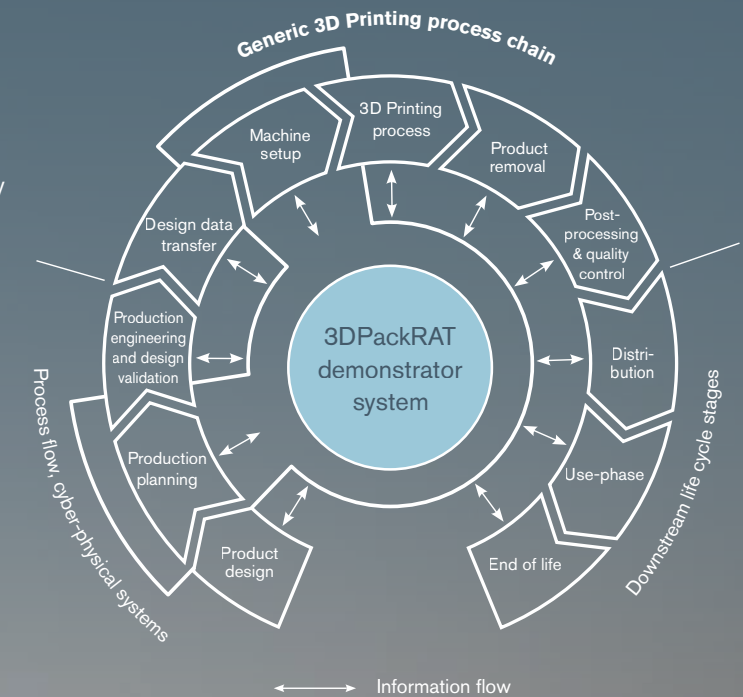 Generic 3D Printing process chain
3D Printing
process
Machine
setup
Product
removal
Design data
transfer
Post-
processing
& quality
control
Production
engineering
and design
validation
3DPackRAT
demonstrator
system
Distri-
bution
Production
planning
Use-phase
Product
design
End of life
Process flow, cyber-physical systems
Downstream life cycle stages
Information flow